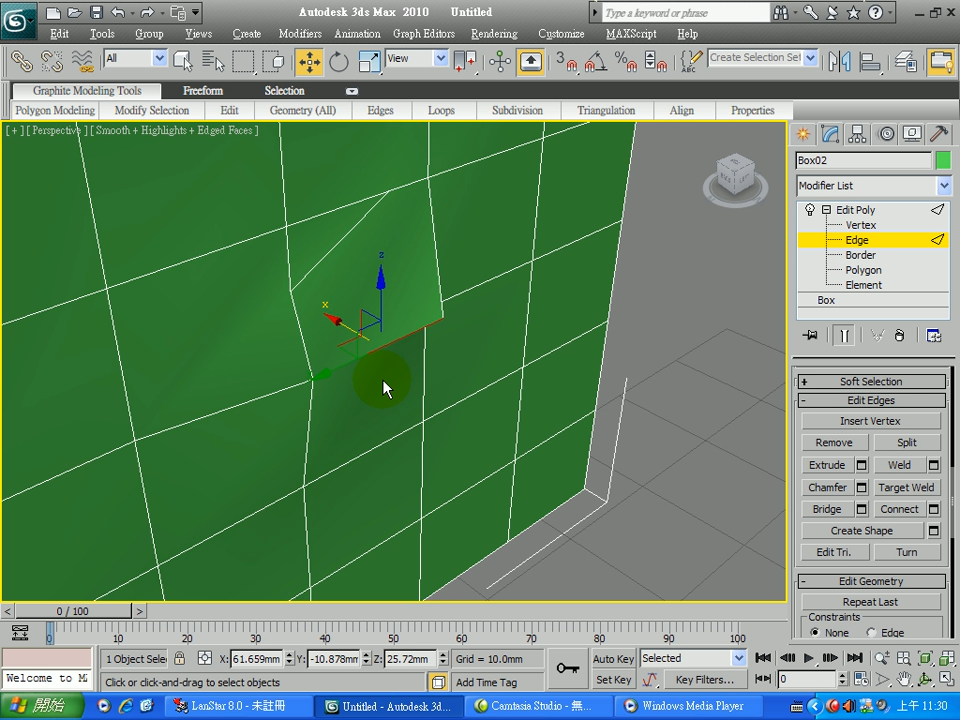 Autodesk 3ds Max 2010 Untitled
Type a keyword or phrase
Edit Tools Group Views Create Modifiers Animation Graph Editors Rendering Customize MAXScript Help
All View 3 Create Selection Set
Graphite Modeling Tools Freeform Selection
Polygon Modeling Modify Selection Edit Geometry (All) Edges Loops Subdivision Triangulation Align Properties
[ + ] [ Perspective ] [ Smooth + Highlights + Edged Faces ]
z
x
Box02
Modifier List
Edit Poly
Vertex
Edge
Border
Polygon
Element
Box
+ Soft Selection
- Edit Edges
Insert Vertex
Remove Split
Extrude Weld
Chamfer Target Weld
Bridge Connect
Create Shape
Edit Tri. Turn
- Edit Geometry
Repeat Last
Constraints
None Edge
< 0 / 100 >
0 10 20 30 40 50 60 70 80 90 100
1 Object Sele X: 61.659mm Y: -10.878mm Z: 25.72mm Grid = 10.0mm Auto Key Selected
Welcome to M Click or click-and-drag to select objects Add Time Tag Set Key Key Filters... 0
開始 LanStar 8.0 - 未註冊 Untitled - Autodesk 3d... Camtasia Studio - 無... Windows Media Player 上午 11:30